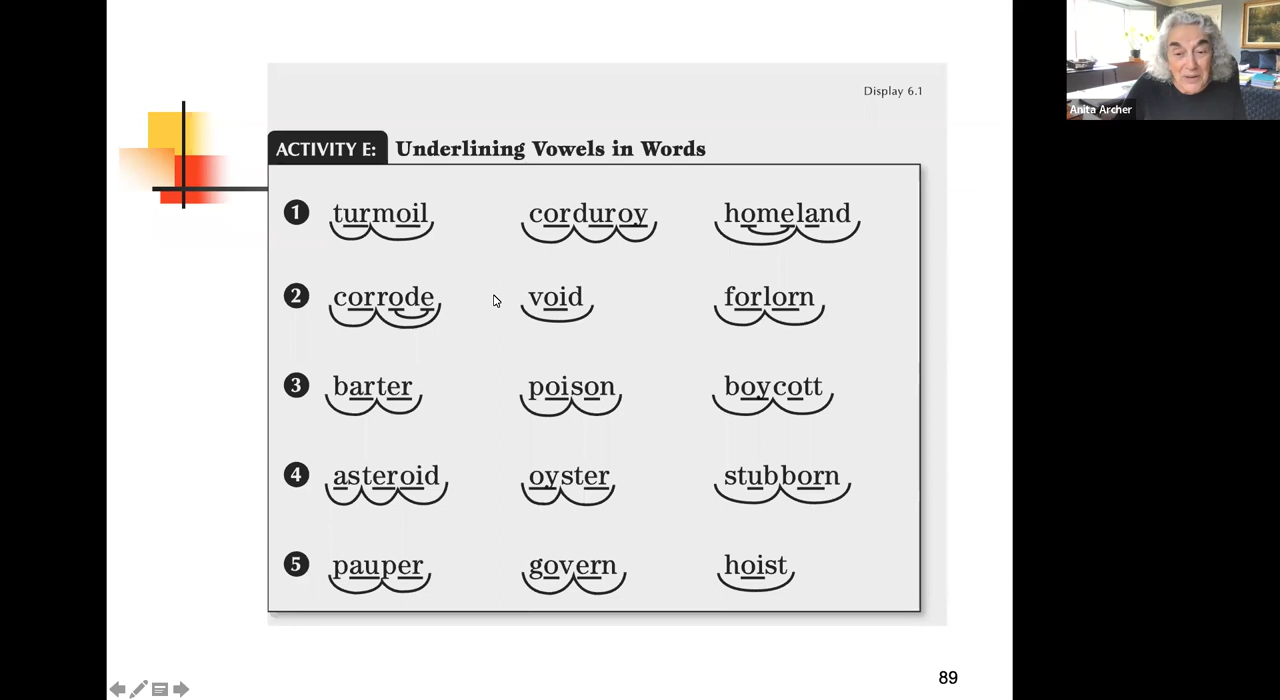 Anita Archer
Display 6.1
ACTIVITY E: Underlining Vowels in Words
1 turmoil corduroy homeland
2 corrode void forlorn
3 barter poison boycott
4 asteroid oyster stubborn
5 pauper govern hoist
89